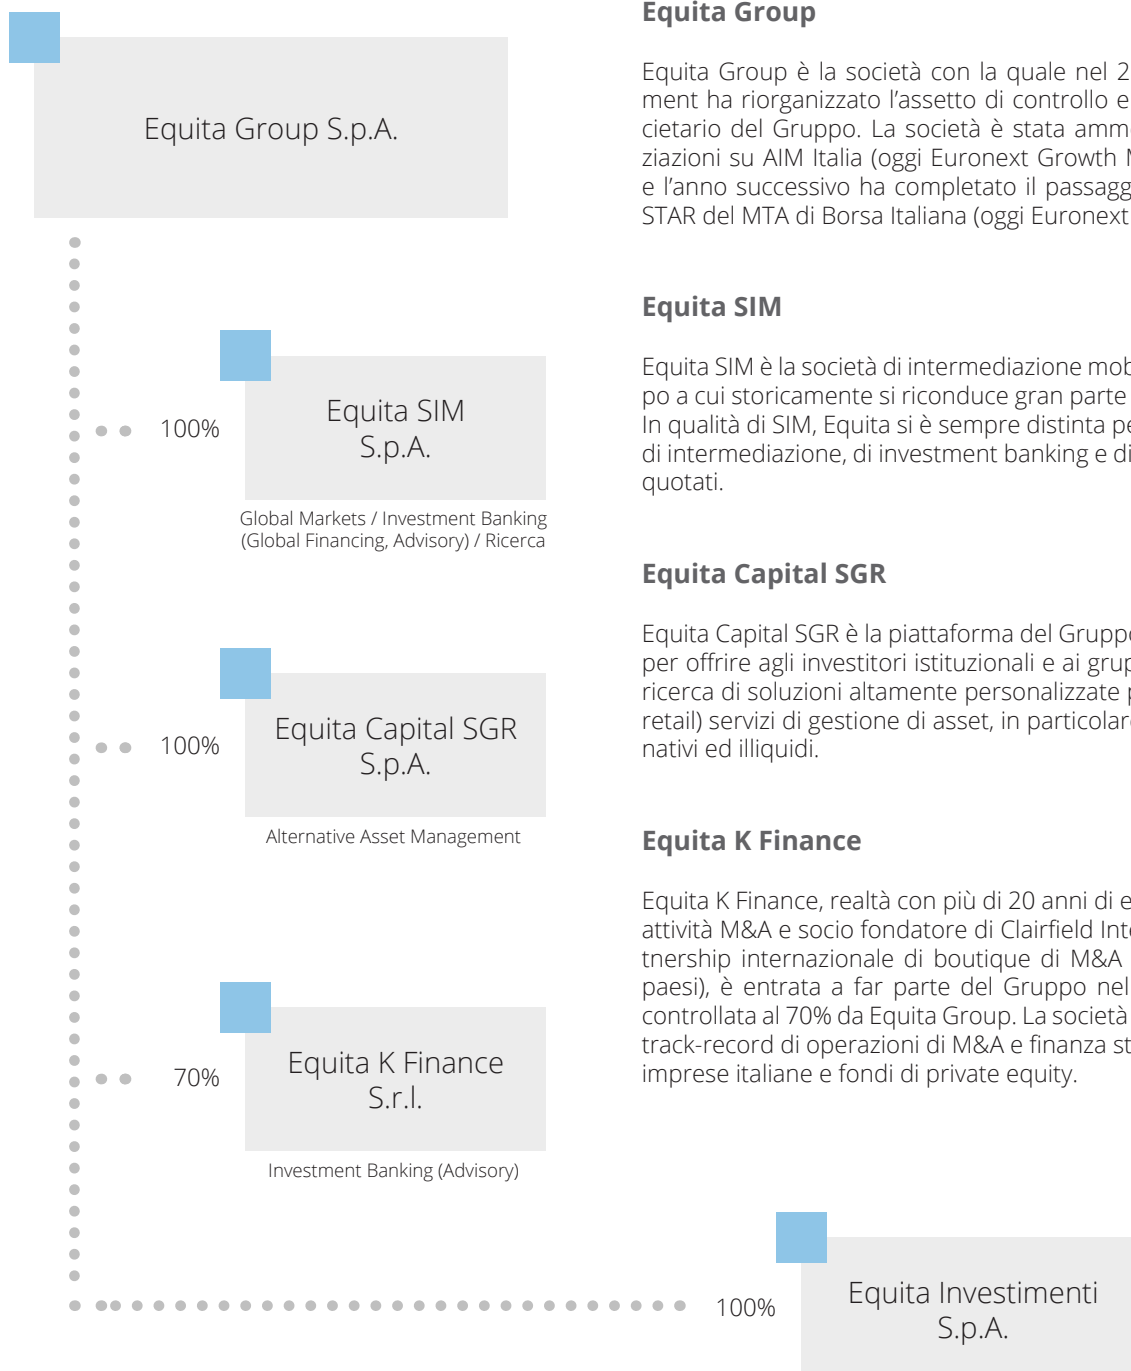 Equita Group S.p.A.
100%
Equita SIM
S.p.A.
Global Markets / Investment Banking
(Global Financing, Advisory) / Ricerca
100%
Equita Capital SGR
S.p.A.
Alternative Asset Management
70%
Equita K Finance
S.r.l.
Investment Banking (Advisory)
Equita Group
Equita Group è la società con la quale nel 2
ment ha riorganizzato l'assetto di controllo e
cietario del Gruppo. La società è stata amm
ziazioni su AIM Italia (oggi Euronext Growth
e l'anno successivo ha completato il passagg
STAR del MTA di Borsa Italiana (oggi Euronext
Equita SIM
Equita SIM è la società di intermediazione mob
po a cui storicamente si riconduce gran parte
In qualità di SIM, Equita si è sempre distinta pe
di intermediazione, di investment banking e di
quotati.
Equita Capital SGR
Equita Capital SGR è la piattaforma del Gruppo
per offrire agli investitori istituzionali e ai grup
ricerca di soluzioni altamente personalizzate p
retail) servizi di gestione di asset, in particolare
nativi ed illiquidi.
Equita K Finance
Equita K Finance, realtà con più di 20 anni di e
attività M&A e socio fondatore di Clairfield Inte
tnership internazionale di boutique di M&A
paesi), è entrata a far parte del Gruppo nel
controllata al 70% da Equita Group. La società
track-record di operazioni di M&A e finanza st
imprese italiane e fondi di private equity.
100%
Equita Investimenti
S.p.A.